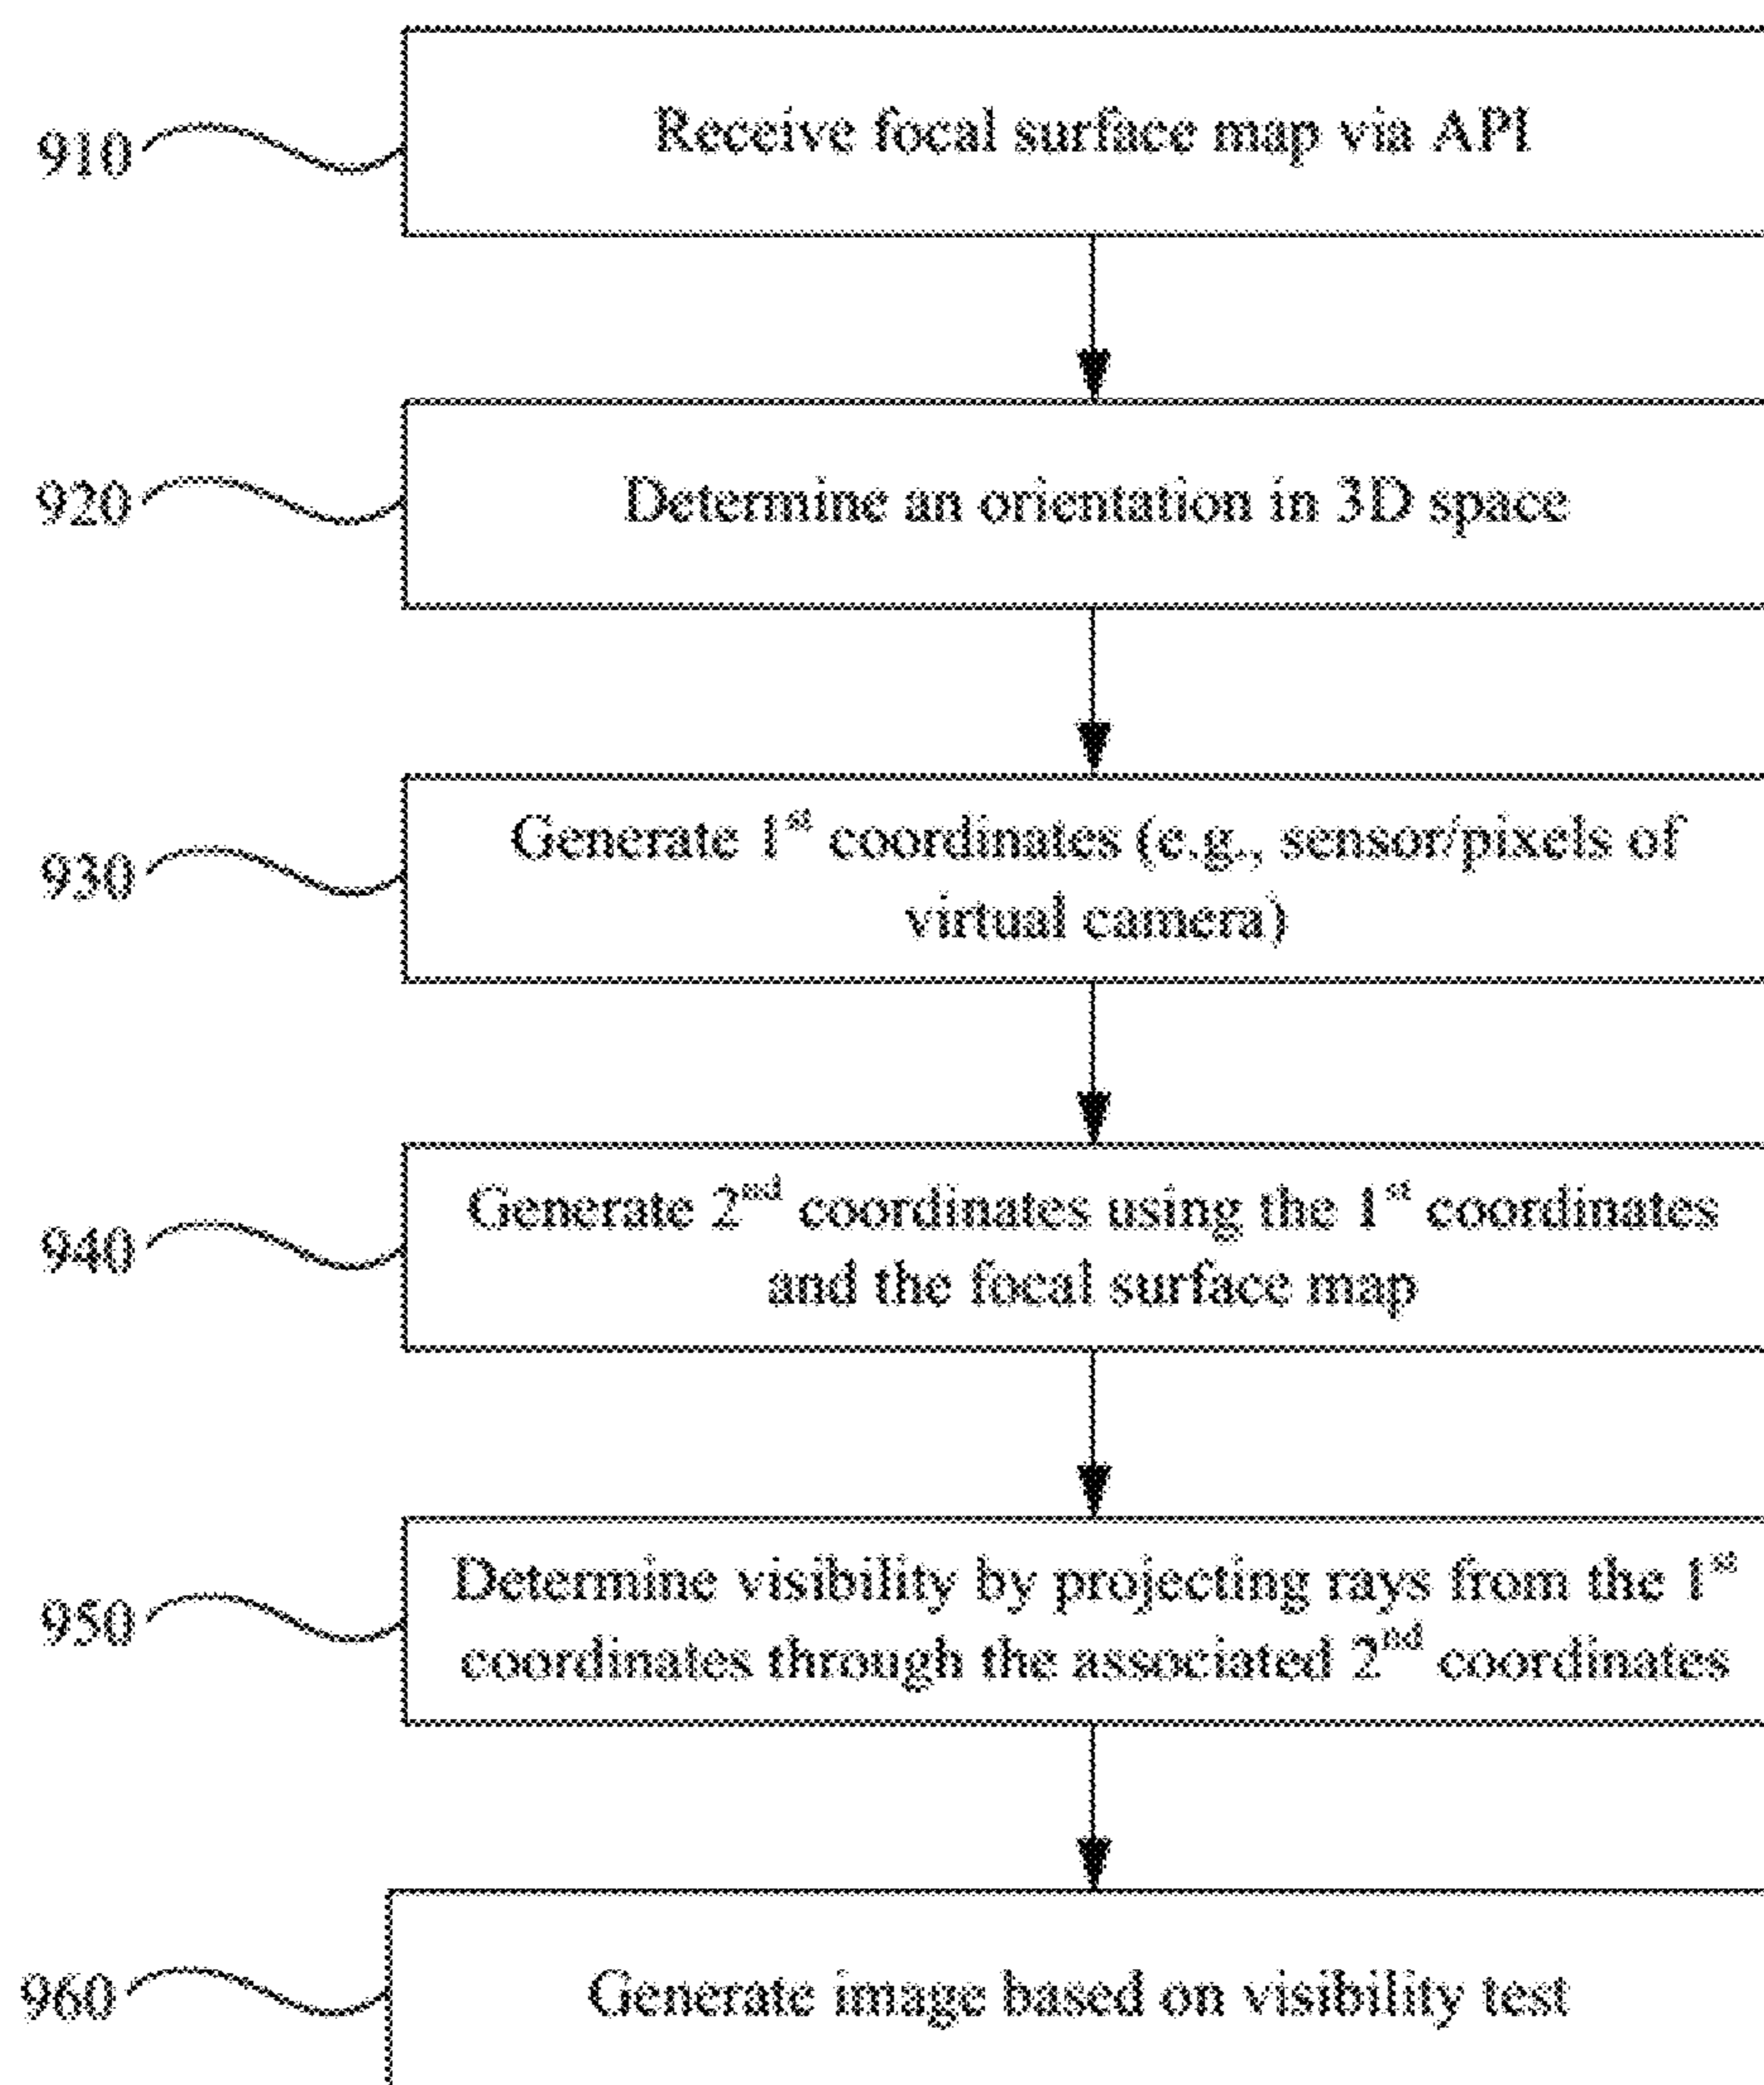 910
Receive focal surface map via API
920
Determine an orientation in 3D space
930
Generate 1st coordinates (e.g., sensor/pixels of
virtual camera)
940
Generate 2nd coordinates using the 1st coordinates
and the focal surface map
950
Determine visibility by projecting rays from the 1st
coordinates through the associated 2nd coordinates
960
Generate image based on visibility test